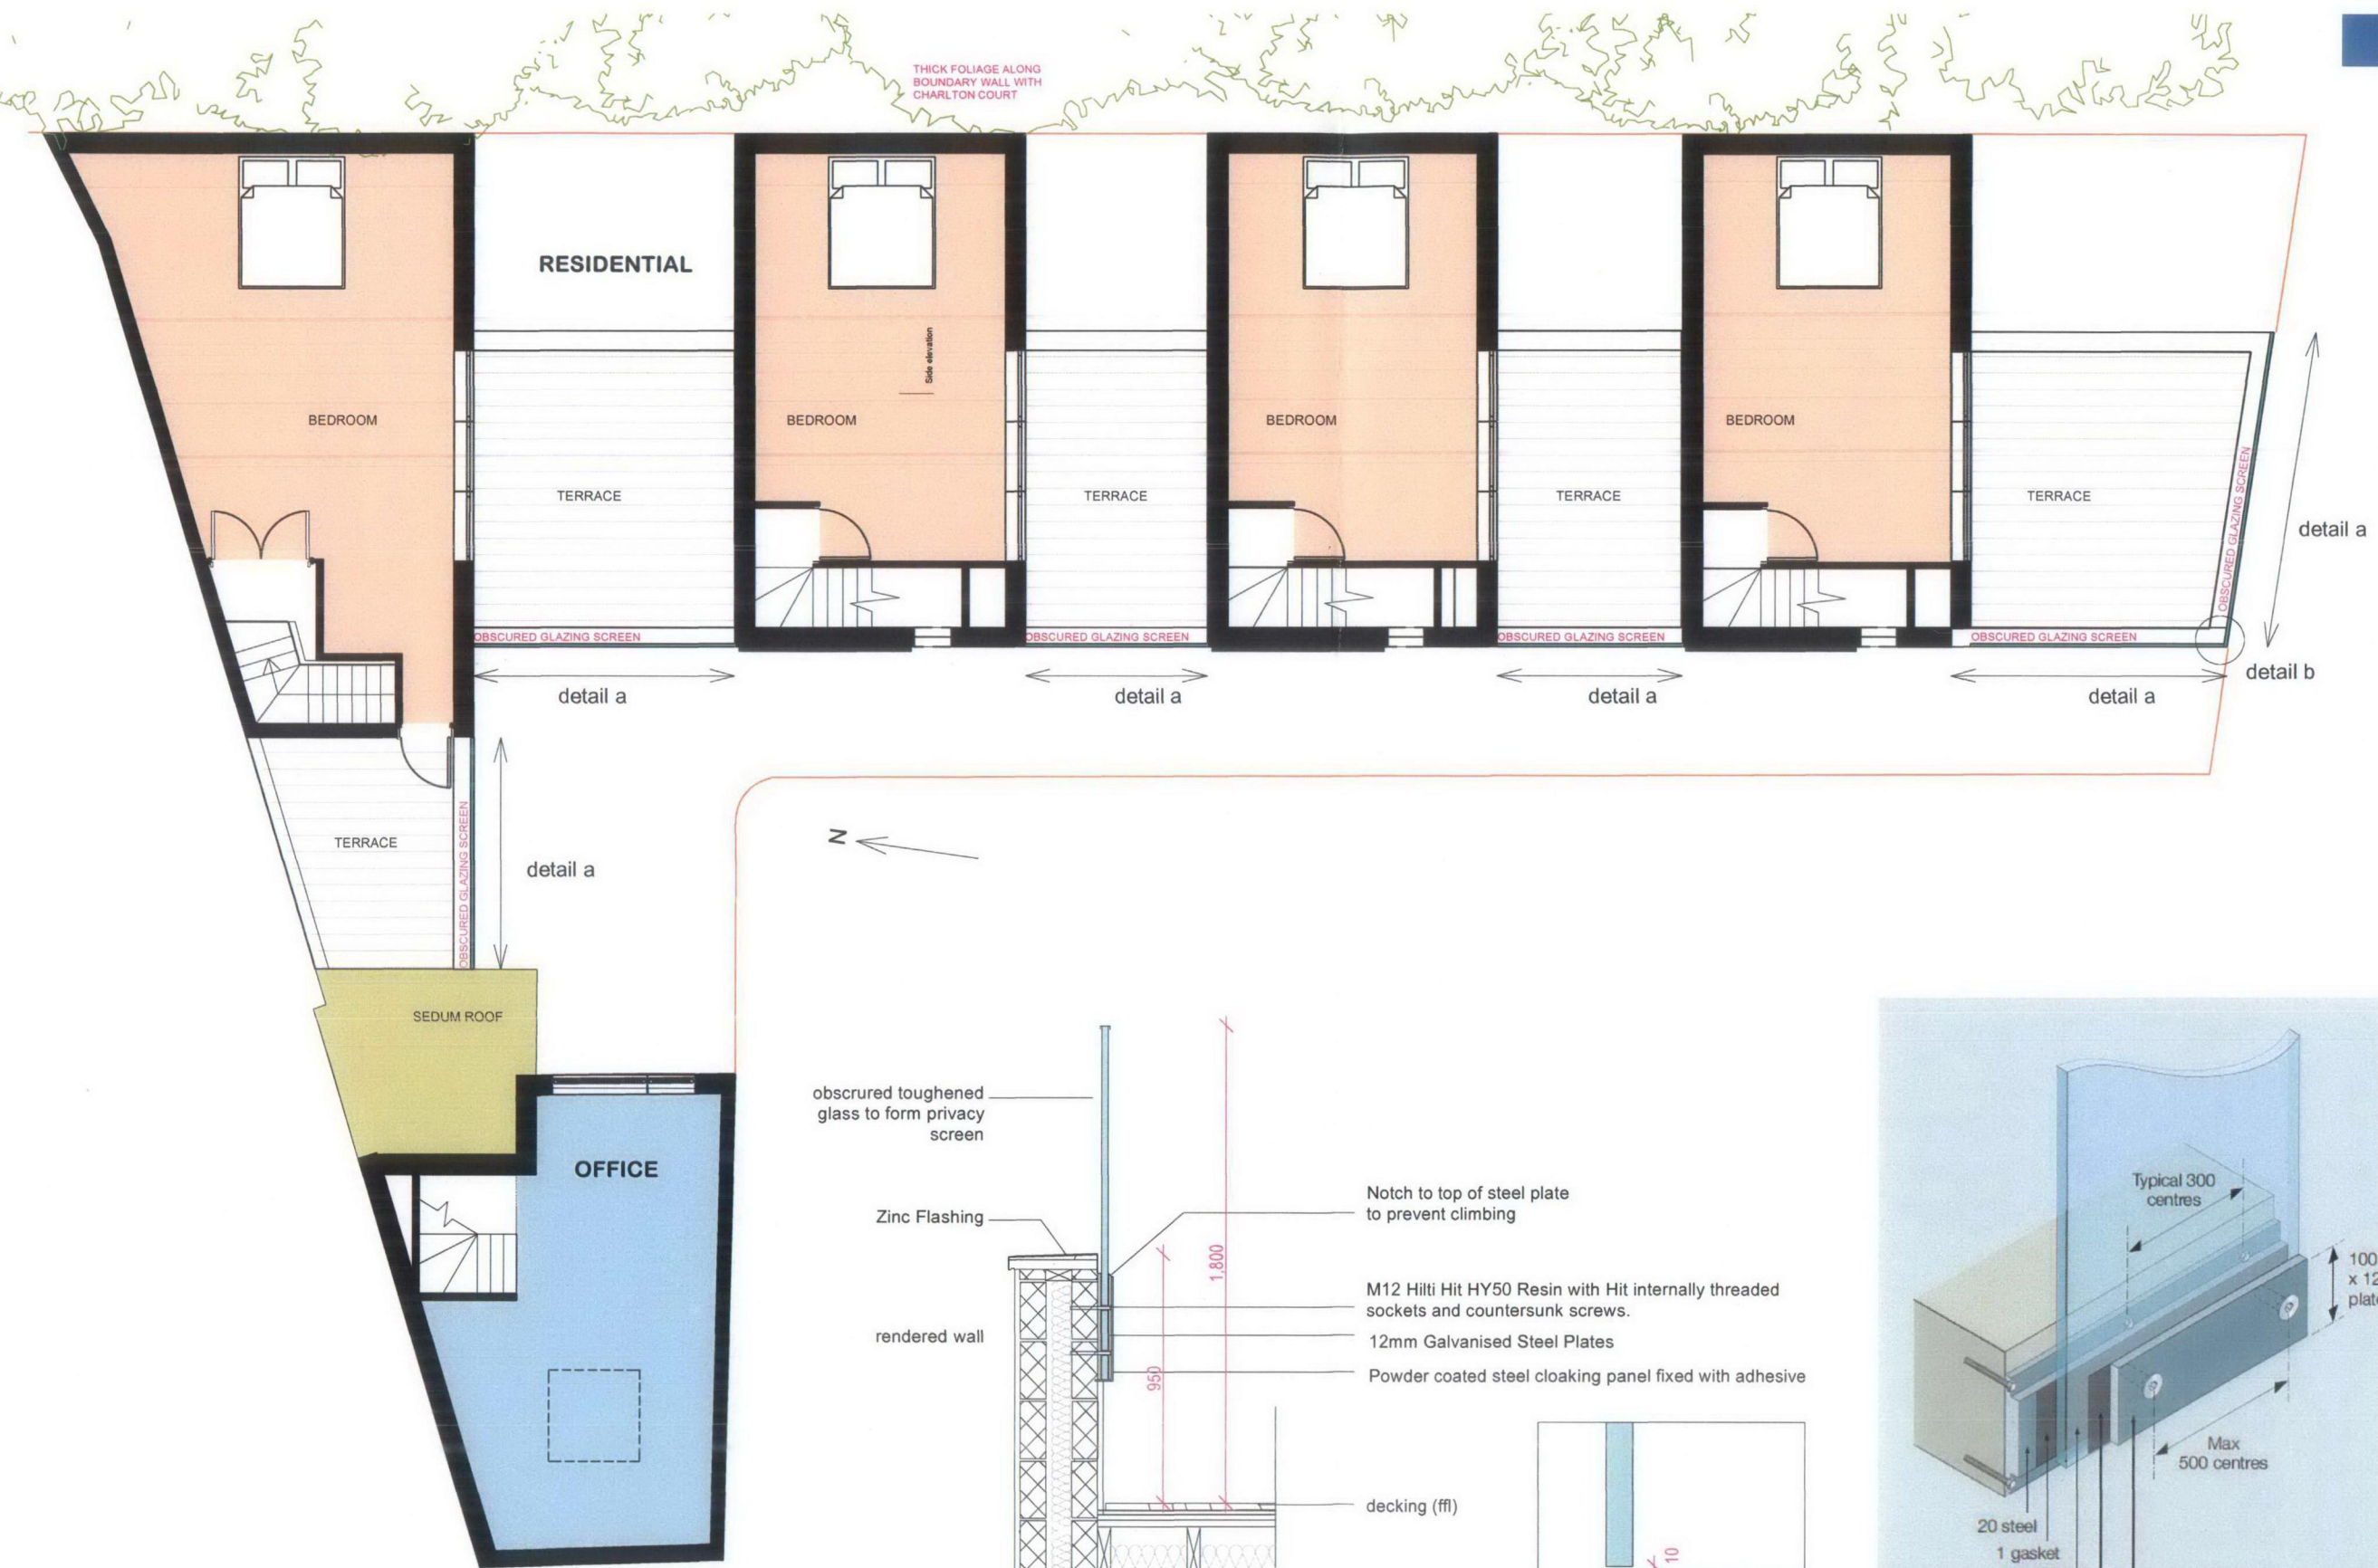 THICK FOLIAGE ALONG
BOUNDARY WALL WITH
CHARLTON COURT
RESIDENTIAL
Side elevation
BEDROOM
BEDROOM
BEDROOM
BEDROOM
TERRACE
TERRACE
TERRACE
TERRACE
OBSCURED GLAZING SCREEN
detail a
OBSCURED GLAZING SCREEN
OBSCURED GLAZING SCREEN
OBSCURED GLAZING SCREEN
OBSCURED GLAZING SCREEN
detail b
detail a
detail a
detail a
detail a
TERRACE
OBSCURED GLAZING SCREEN
detail a
N
SEDUM ROOF
OFFICE
obscrured toughened
glass to form privacy
screen
Zinc Flashing
rendered wall
950
1,800
Notch to top of steel plate
to prevent climbing
M12 Hilti Hit HY50 Resin with Hit internally threaded
sockets and countersunk screws.
12mm Galvanised Steel Plates
Powder coated steel cloaking panel fixed with adhesive
decking (ffl)
10
Typical 300
centres
100
x 12
plate
Max
500 centres
20 steel
1 gasket